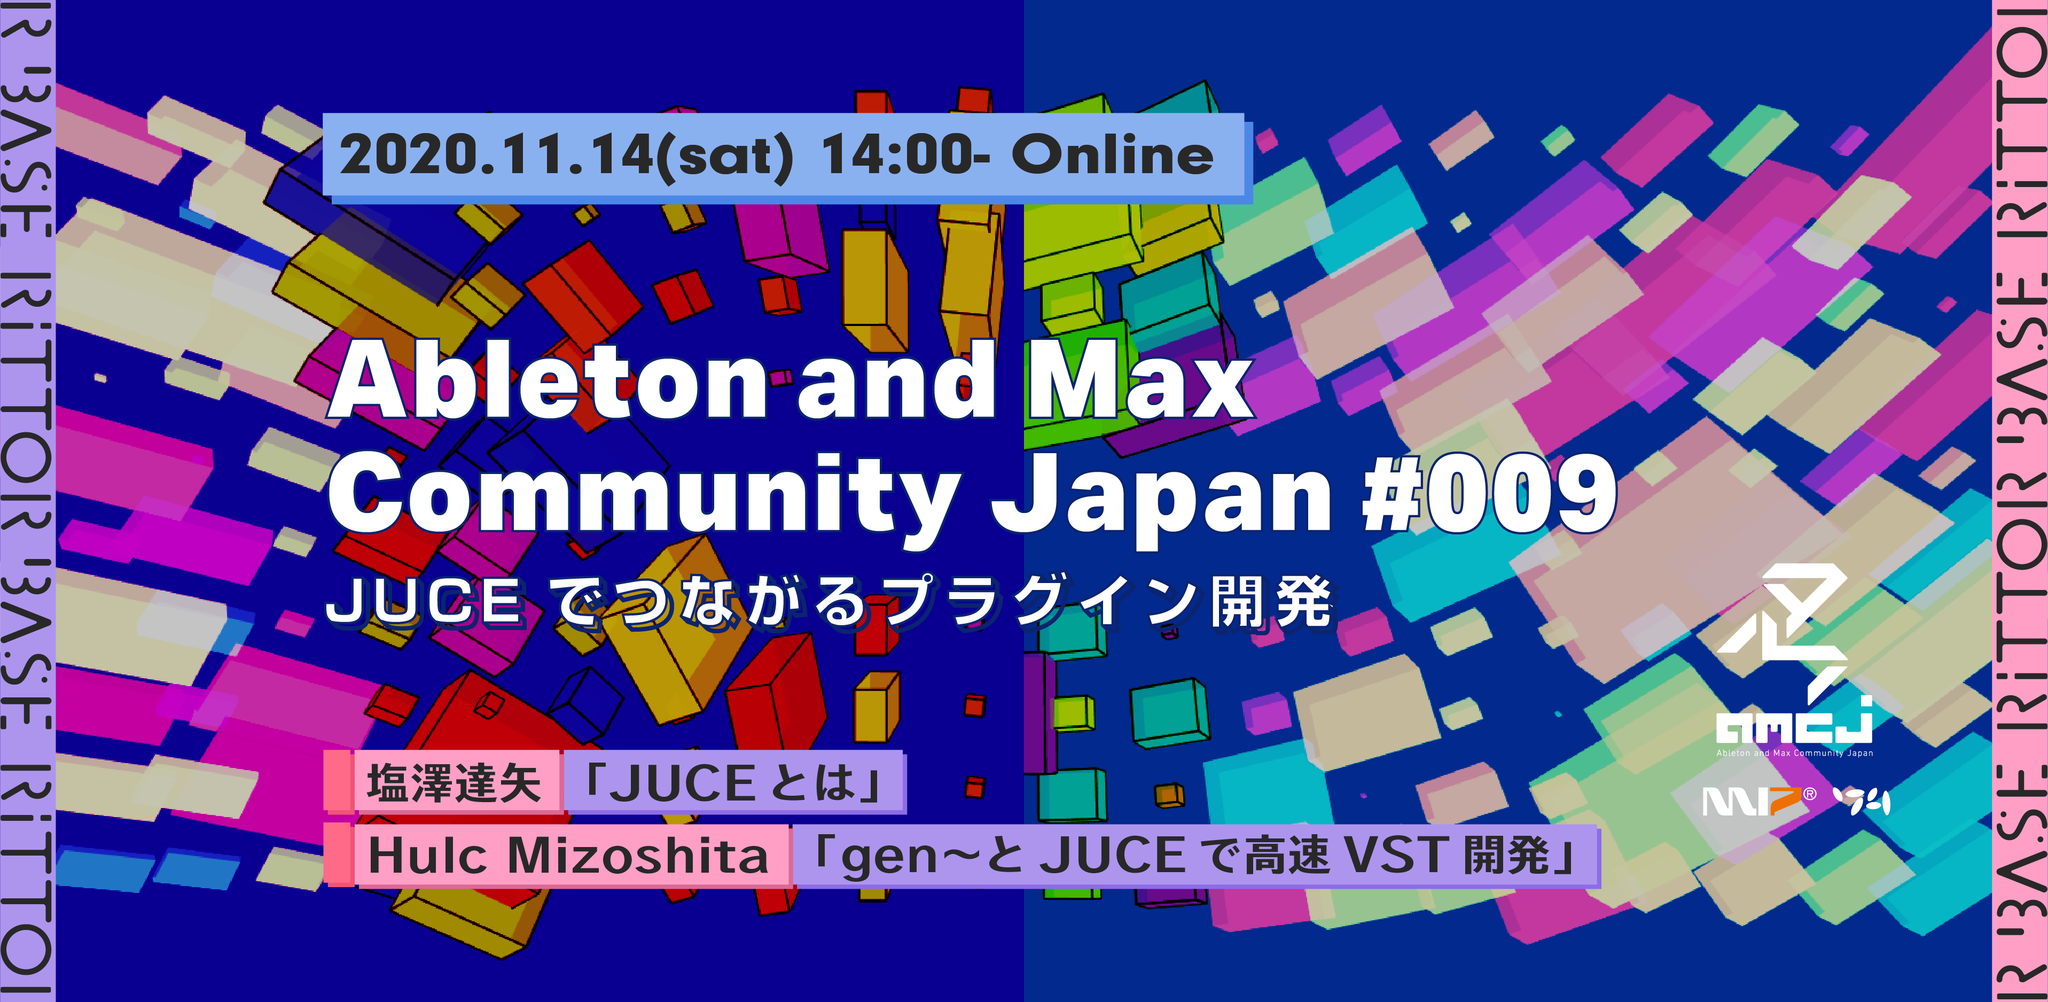 2020.11.14(sat) 14:00- Online
Ableton and Max
Community Japan #009
JUCE でつながるプラグイン開発
塩澤達矢 「JUCE とは」
Hulc Mizoshita 「gen~と JUCE で高速 VST 開発」
amcj
Ableton and Max Community Japan
MI7®
R BASE RiTTOR BASE RiTTO
RiTTOR BASE RiTTOR BASE R